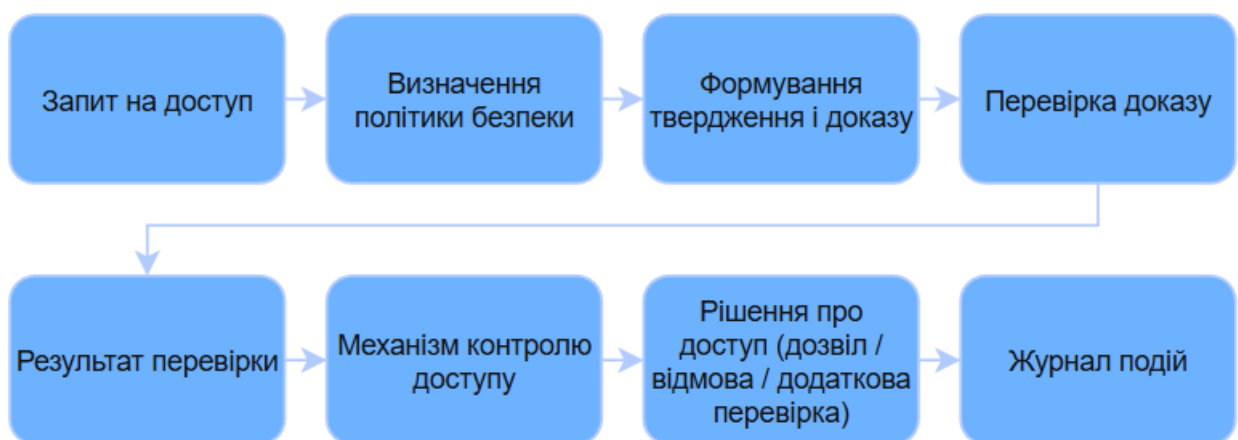 Запит на доступ
Визначення
політики безпеки
Формування
твердження і доказу
Перевірка доказу
Результат перевірки
Механізм контролю
доступу
Рішення про
доступ (дозвіл /
відмова / додаткова
перевірка)
Журнал подій